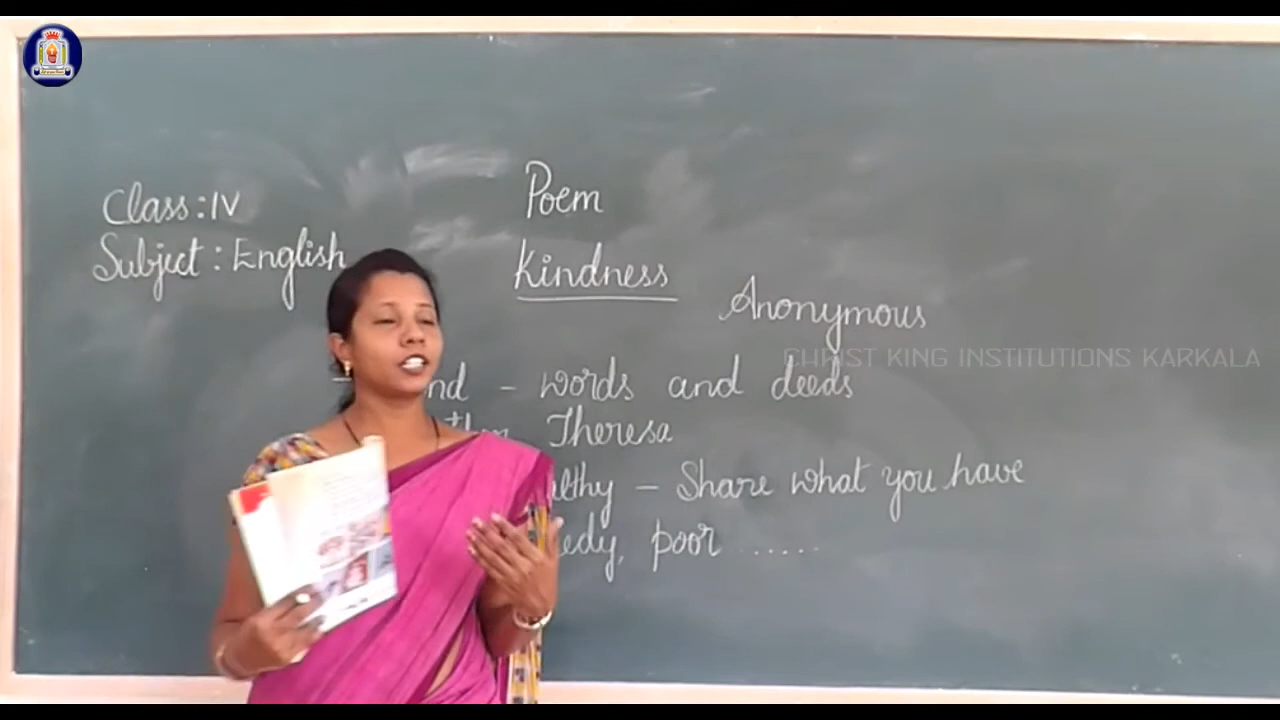 Class : IV
Subject : English
Poem
Kindness
Anonymous
CHRIST KING INSTITUTIONS KARKALA
- words and deeds
Theresa
- Share what you have
poor ......